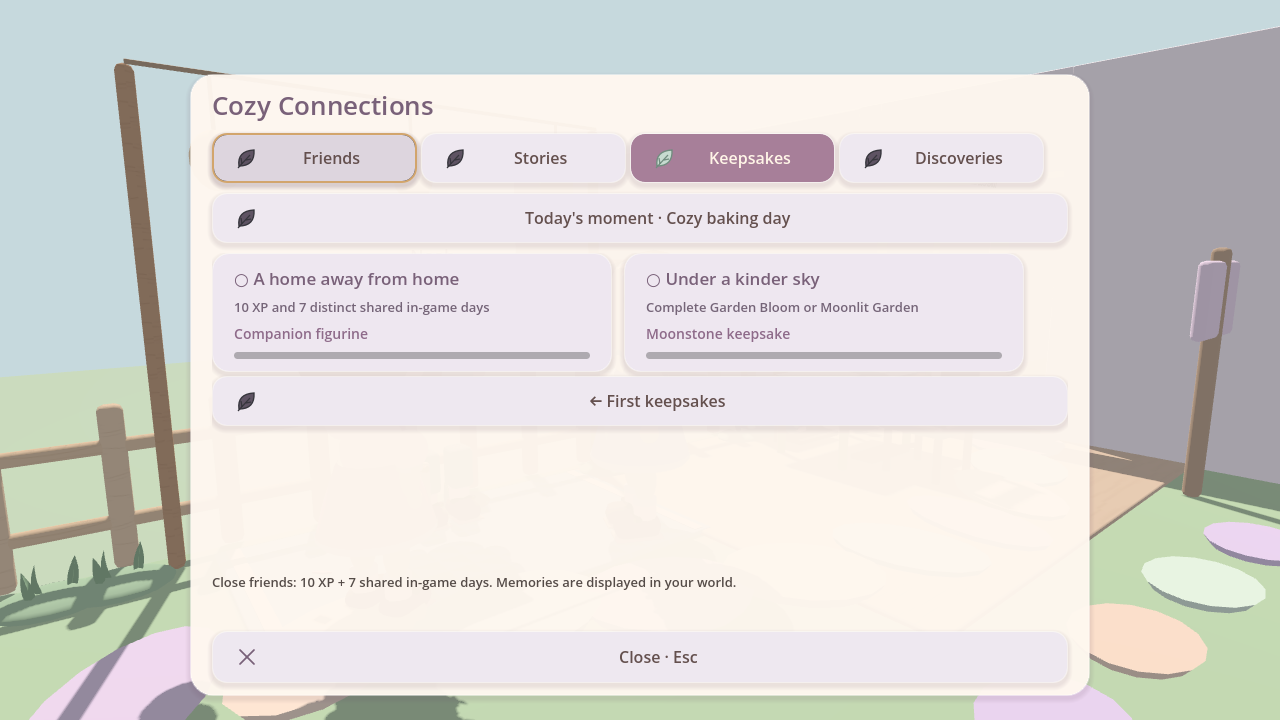 Cozy Connections
Friends
Stories
Keepsakes
Discoveries
Today's moment · Cozy baking day
○ A home away from home
10 XP and 7 distinct shared in-game days
Companion figurine
○ Under a kinder sky
Complete Garden Bloom or Moonlit Garden
Moonstone keepsake
← First keepsakes
Close friends: 10 XP + 7 shared in-game days. Memories are displayed in your world.
Close · Esc